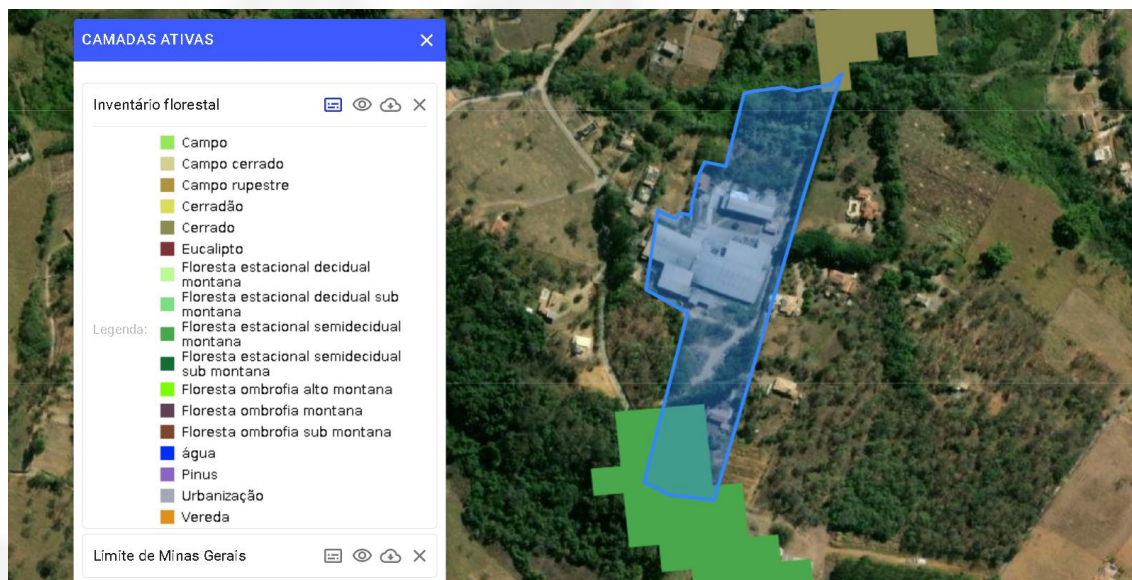 CAMADAS ATIVAS
Inventário florestal
Legenda:
Campo
Campo cerrado
Campo rupestre
Cerradão
Cerrado
Eucalipto
Floresta estacional decidual
montana
Floresta estacional decidual sub
montana
Floresta estacional semidecidual
montana
Floresta estacional semidecidual
sub montana
Floresta ombrofia alto montana
Floresta ombrofia montana
Floresta ombrofia sub montana
água
Pinus
Urbanização
Vereda
Limite de Minas Gerais